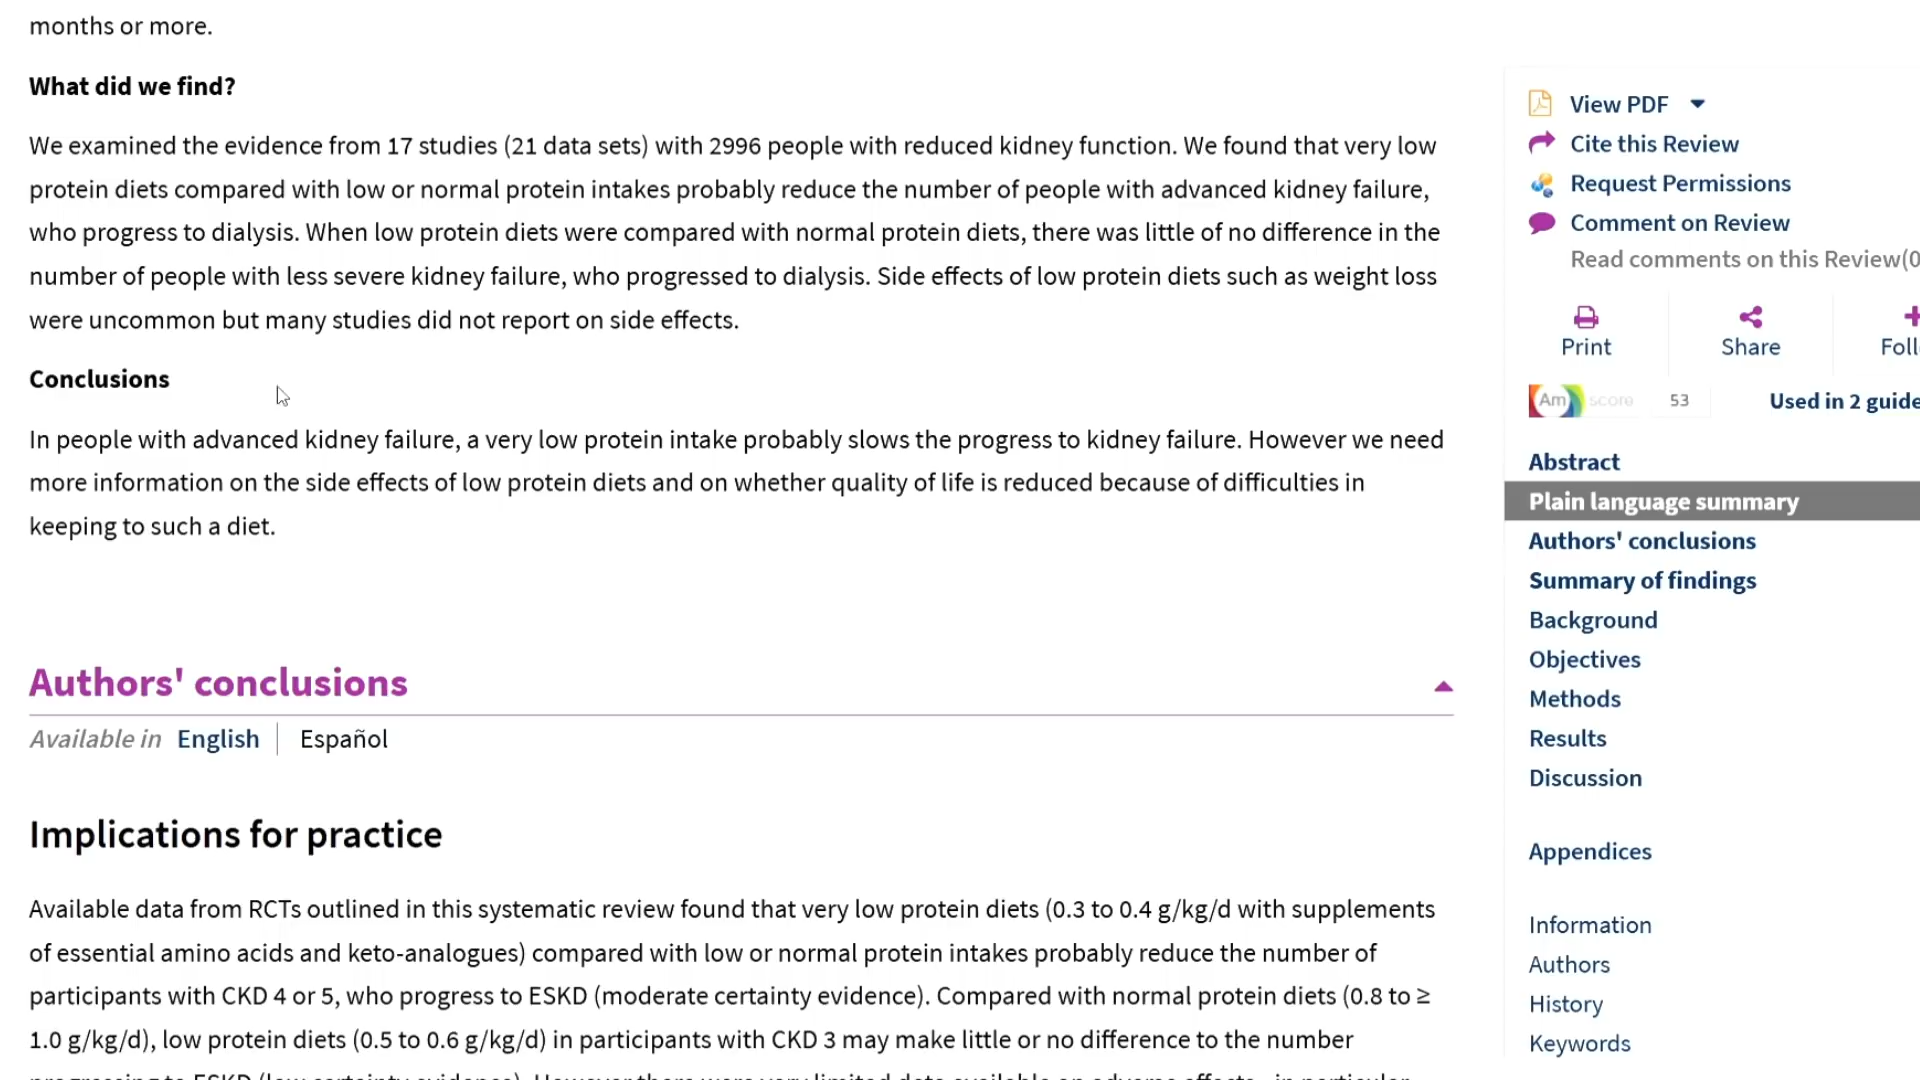 months or more.
What did we find?
We examined the evidence from 17 studies (21 data sets) with 2996 people with reduced kidney function. We found that very low
protein diets compared with low or normal protein intakes probably reduce the number of people with advanced kidney failure,
who progress to dialysis. When low protein diets were compared with normal protein diets, there was little of no difference in the
number of people with less severe kidney failure, who progressed to dialysis. Side effects of low protein diets such as weight loss
were uncommon but many studies did not report on side effects.
Conclusions
In people with advanced kidney failure, a very low protein intake probably slows the progress to kidney failure. However we need
more information on the side effects of low protein diets and on whether quality of life is reduced because of difficulties in
keeping to such a diet.
Authors' conclusions
Available in English Español
Implications for practice
Available data from RCTs outlined in this systematic review found that very low protein diets (0.3 to 0.4 g/kg/d with supplements
of essential amino acids and keto-analogues) compared with low or normal protein intakes probably reduce the number of
participants with CKD 4 or 5, who progress to ESKD (moderate certainty evidence). Compared with normal protein diets (0.8 to ≥
1.0 g/kg/d), low protein diets (0.5 to 0.6 g/kg/d) in participants with CKD 3 may make little or no difference to the number
View PDF
Cite this Review
Request Permissions
Comment on Review
Read comments on this Review(0
Print
Share
Foll
Am score 53
Used in 2 guide
Abstract
Plain language summary
Authors' conclusions
Summary of findings
Background
Objectives
Methods
Results
Discussion
Appendices
Information
Authors
History
Keywords